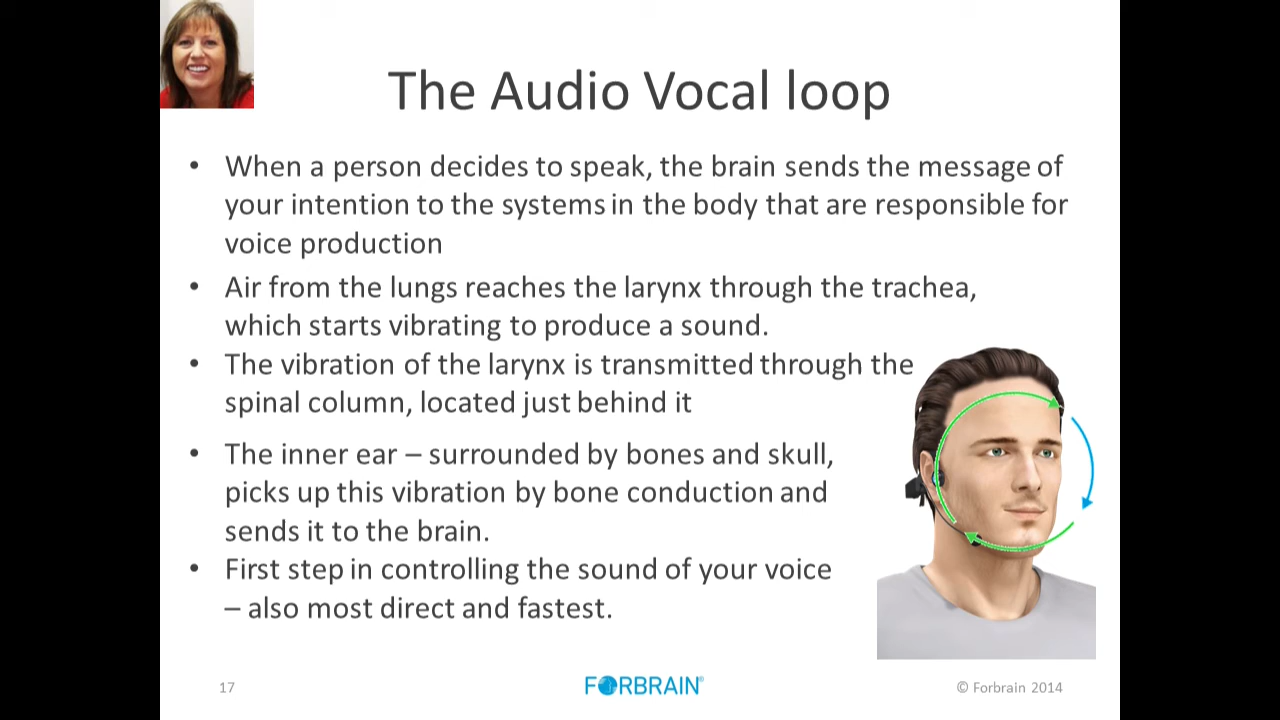 The Audio Vocal loop
• When a person decides to speak, the brain sends the message of
your intention to the systems in the body that are responsible for
voice production
• Air from the lungs reaches the larynx through the trachea,
which starts vibrating to produce a sound.
• The vibration of the larynx is transmitted through the
spinal column, located just behind it
• The inner ear – surrounded by bones and skull,
picks up this vibration by bone conduction and
sends it to the brain.
• First step in controlling the sound of your voice
– also most direct and fastest.
17
FORBRAIN®
© Forbrain 2014